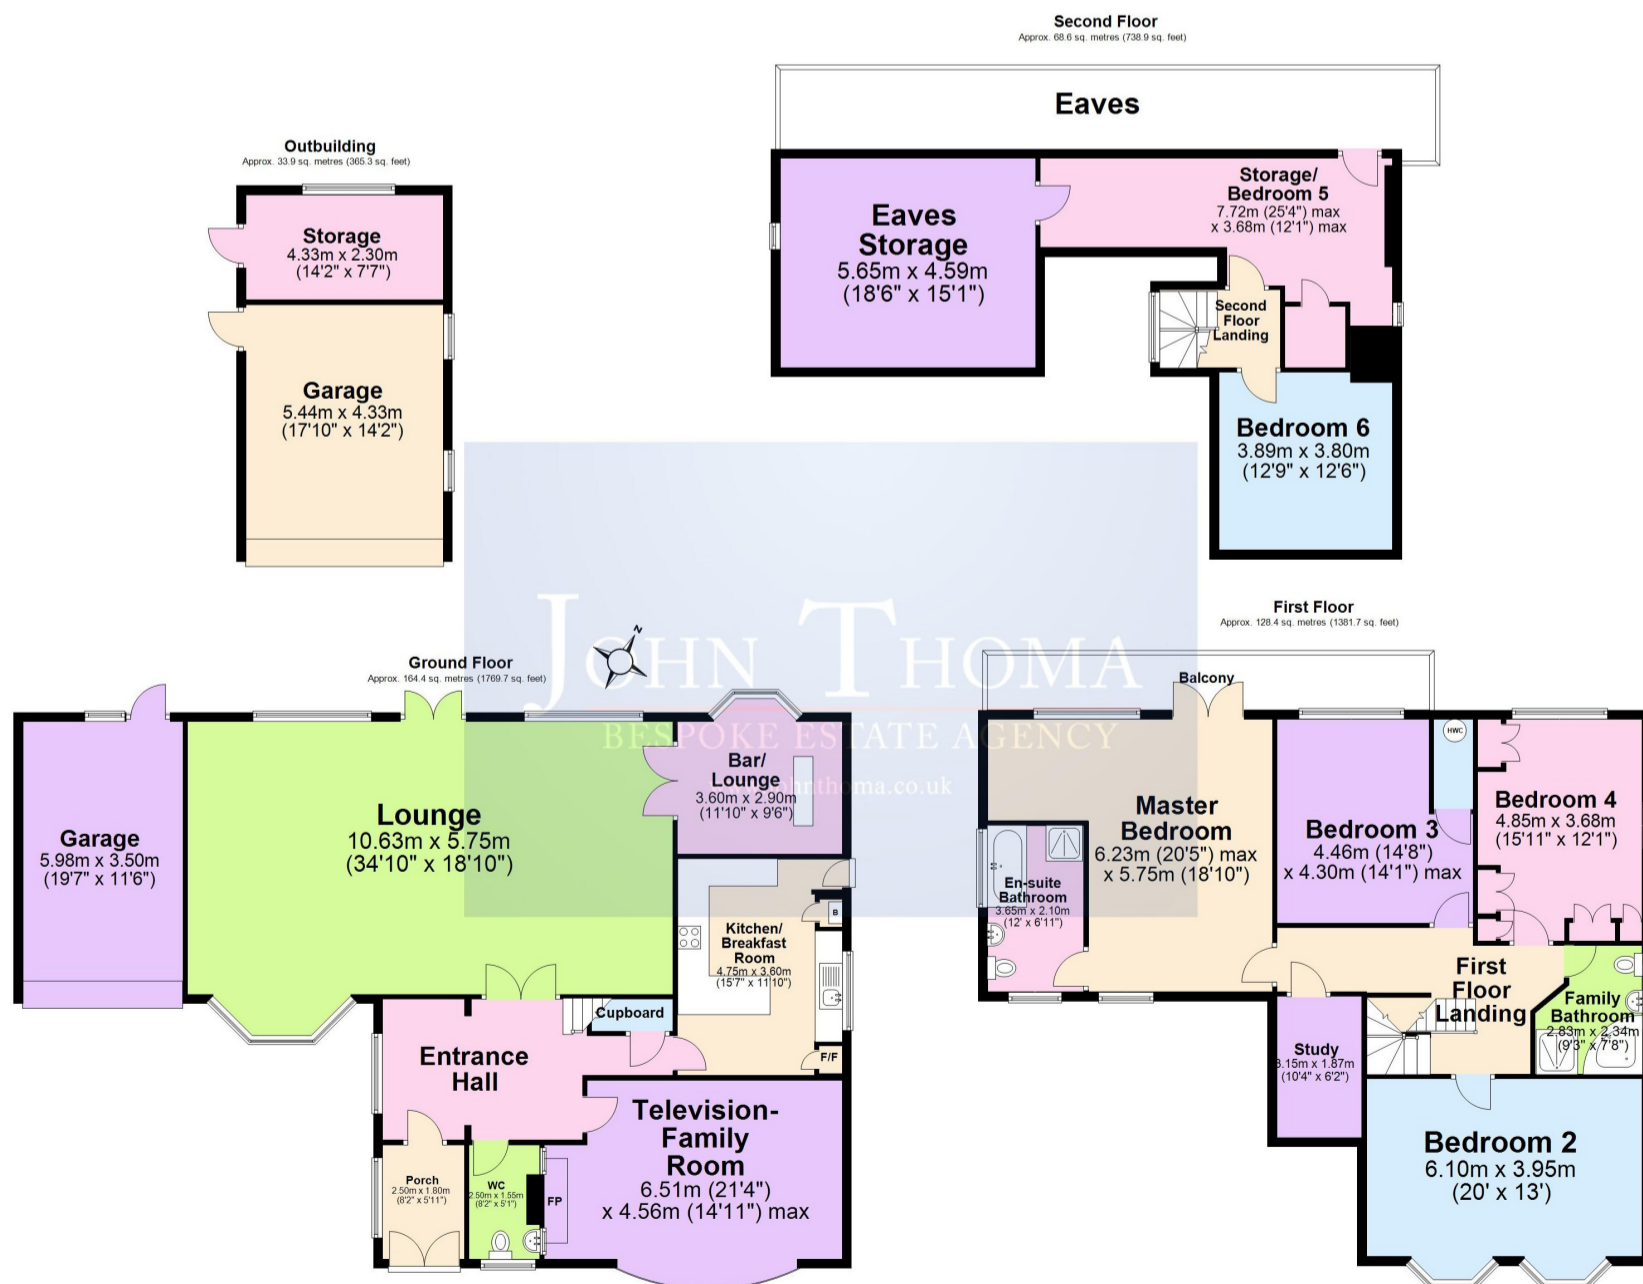 Second Floor
Approx. 68.6 sq. metres (738.9 sq. feet)
Eaves
Eaves
Storage
5.65m x 4.59m
(18'6" x 15'1")
Storage/
Bedroom 5
7.72m (25'4") max
x 3.68m (12'1") max
Second
Floor
Landing
Bedroom 6
3.89m x 3.80m
(12'9" x 12'6")
Outbuilding
Approx. 33.9 sq. metres (365.3 sq. feet)
Storage
4.33m x 2.30m
(14'2" x 7'7")
Garage
5.44m x 4.33m
(17'10" x 14'2")
JOHN THOMA
BESPOKE ESTATE AGENCY
johnthoma.co.uk
N
Ground Floor
Approx. 164.4 sq. metres (1769.7 sq. feet)
Garage
5.98m x 3.50m
(19'7" x 11'6")
Lounge
10.63m x 5.75m
(34'10" x 18'10")
Bar/
Lounge
3.60m x 2.90m
(11'10" x 9'6")
Kitchen/
Breakfast
Room
4.75m x 3.60m
(15'7" x 11'10")
B
F/F
Cupboard
Entrance
Hall
Porch
2.50m x 1.80m
(8'2" x 5'11")
WC
2.50m x 1.55m
(8'2" x 5'1")
FP
Television-
Family
Room
6.51m (21'4")
x 4.56m (14'11") max
First Floor
Approx. 128.4 sq. metres (1381.7 sq. feet)
Balcony
Master
Bedroom
6.23m (20'5") max
x 5.75m (18'10")
En-suite
Bathroom
3.65m x 2.10m
(12' x 6'11")
Bedroom 3
4.46m (14'8")
x 4.30m (14'1") max
HWC
Bedroom 4
4.85m x 3.68m
(15'11" x 12'1")
First
Floor
Landing
Family
Bathroom
2.83m x 2.34m
(9'3" x 7'8")
Study
3.15m x 1.87m
(10'4" x 6'2")
Bedroom 2
6.10m x 3.95m
(20' x 13')